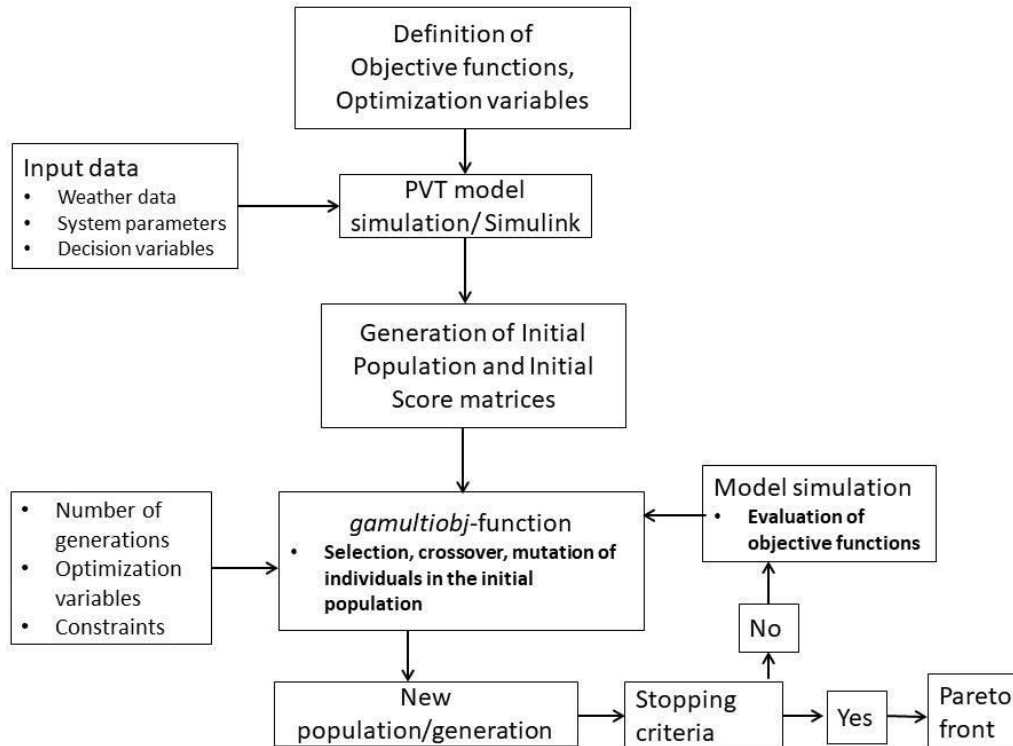 Definition of
Objective functions,
Optimization variables
Input data
• Weather data
• System parameters
• Decision variables
PVT model
simulation/ Simulink
Generation of Initial
Population and Initial
Score matrices
• Number of
generations
• Optimization
variables
• Constraints
gamultiobj-function
• Selection, crossover, mutation of
individuals in the initial
population
Model simulation
• Evaluation of
objective functions
No
New
population/generation
Stopping
criteria
Yes
Pareto
front